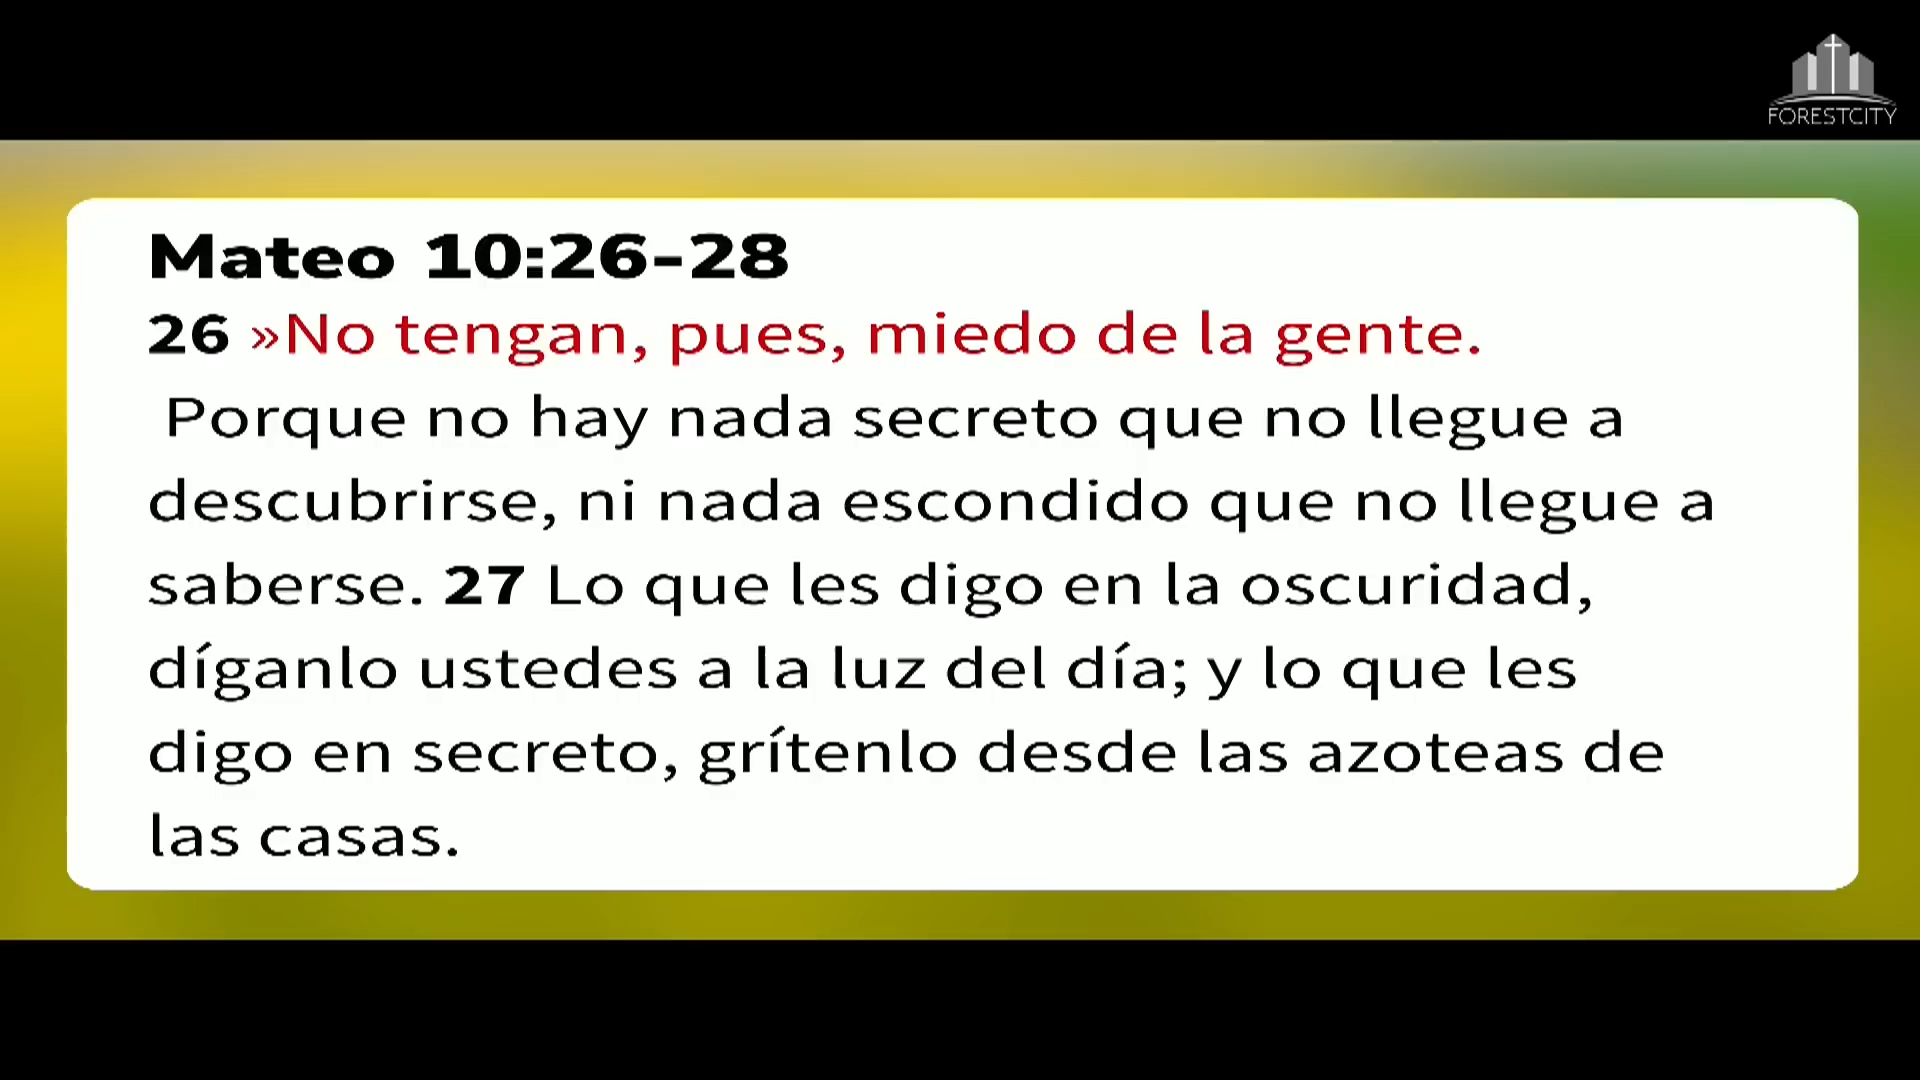 FORESTCITY
Mateo 10:26-28
26 »No tengan, pues, miedo de la gente.
Porque no hay nada secreto que no llegue a
descubrirse, ni nada escondido que no llegue a
saberse. 27 Lo que les digo en la oscuridad,
díganlo ustedes a la luz del día; y lo que les
digo en secreto, grítenlo desde las azoteas de
las casas.